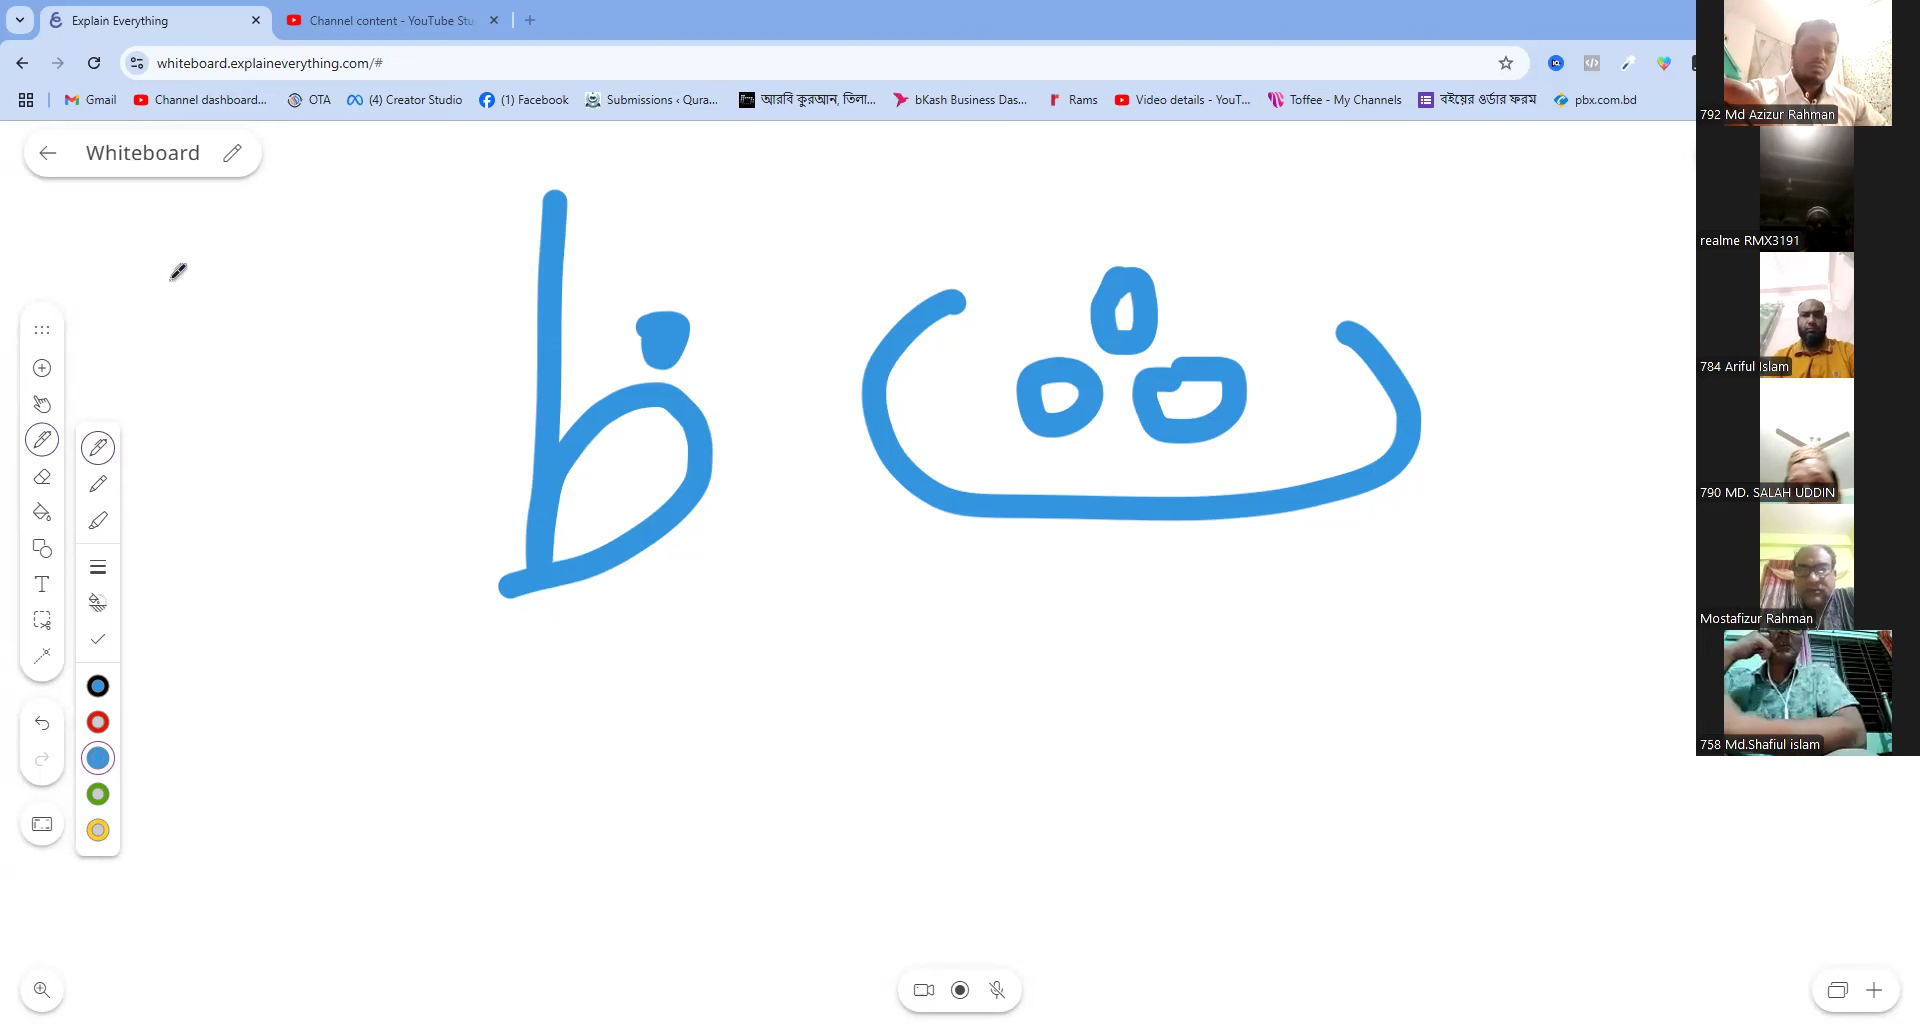 Explain Everything
Channel content - YouTube Stu
whiteboard.explaineverything.com/#
Gmail
Channel dashboard...
OTA
(4) Creator Studio
(1) Facebook
Submissions ‹ Qura...
আরবি কুরআন, তিলা...
bKash Business Das...
Rams
Video details - YouT...
Toffee - My Channels
বইয়ের অর্ডার ফরম
pbx.com.bd
Whiteboard
ظ ث
T
792 Md Azizur Rahman
realme RMX3191
784 Ariful Islam
790 MD. SALAH UDDIN
Mostafizur Rahman
758 Md.Shafiul islam